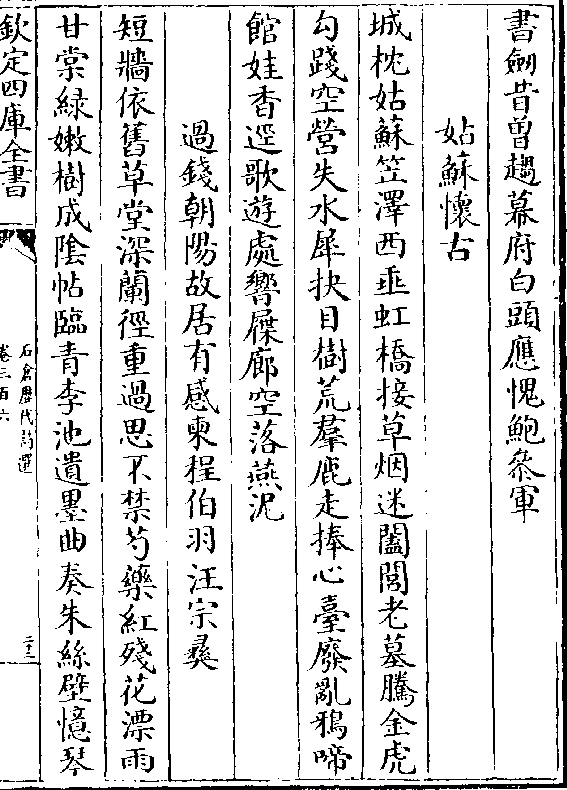 書劍昔曾趨幕府白頭應愧鮑叅軍
姑蘇懷古
城枕姑蘇笠澤西垂虹橋接草烟迷闔閭老墓騰金虎
勾踐空營失水犀抉目樹荒羣鹿走捧心臺廢亂鴉啼
館娃香逕歌遊處響屧廊空落燕泥
過錢朝陽故居有感柬程伯羽汪宗彞
短牆依舊草堂深蘭徑重過思不禁芍藥紅殘花漂雨
甘棠綠嫩樹成陰帖臨青李池遺墨曲奏朱絲壁憶琴
欽定四庫全書
石倉歴代詩選
卷三百六
二十三